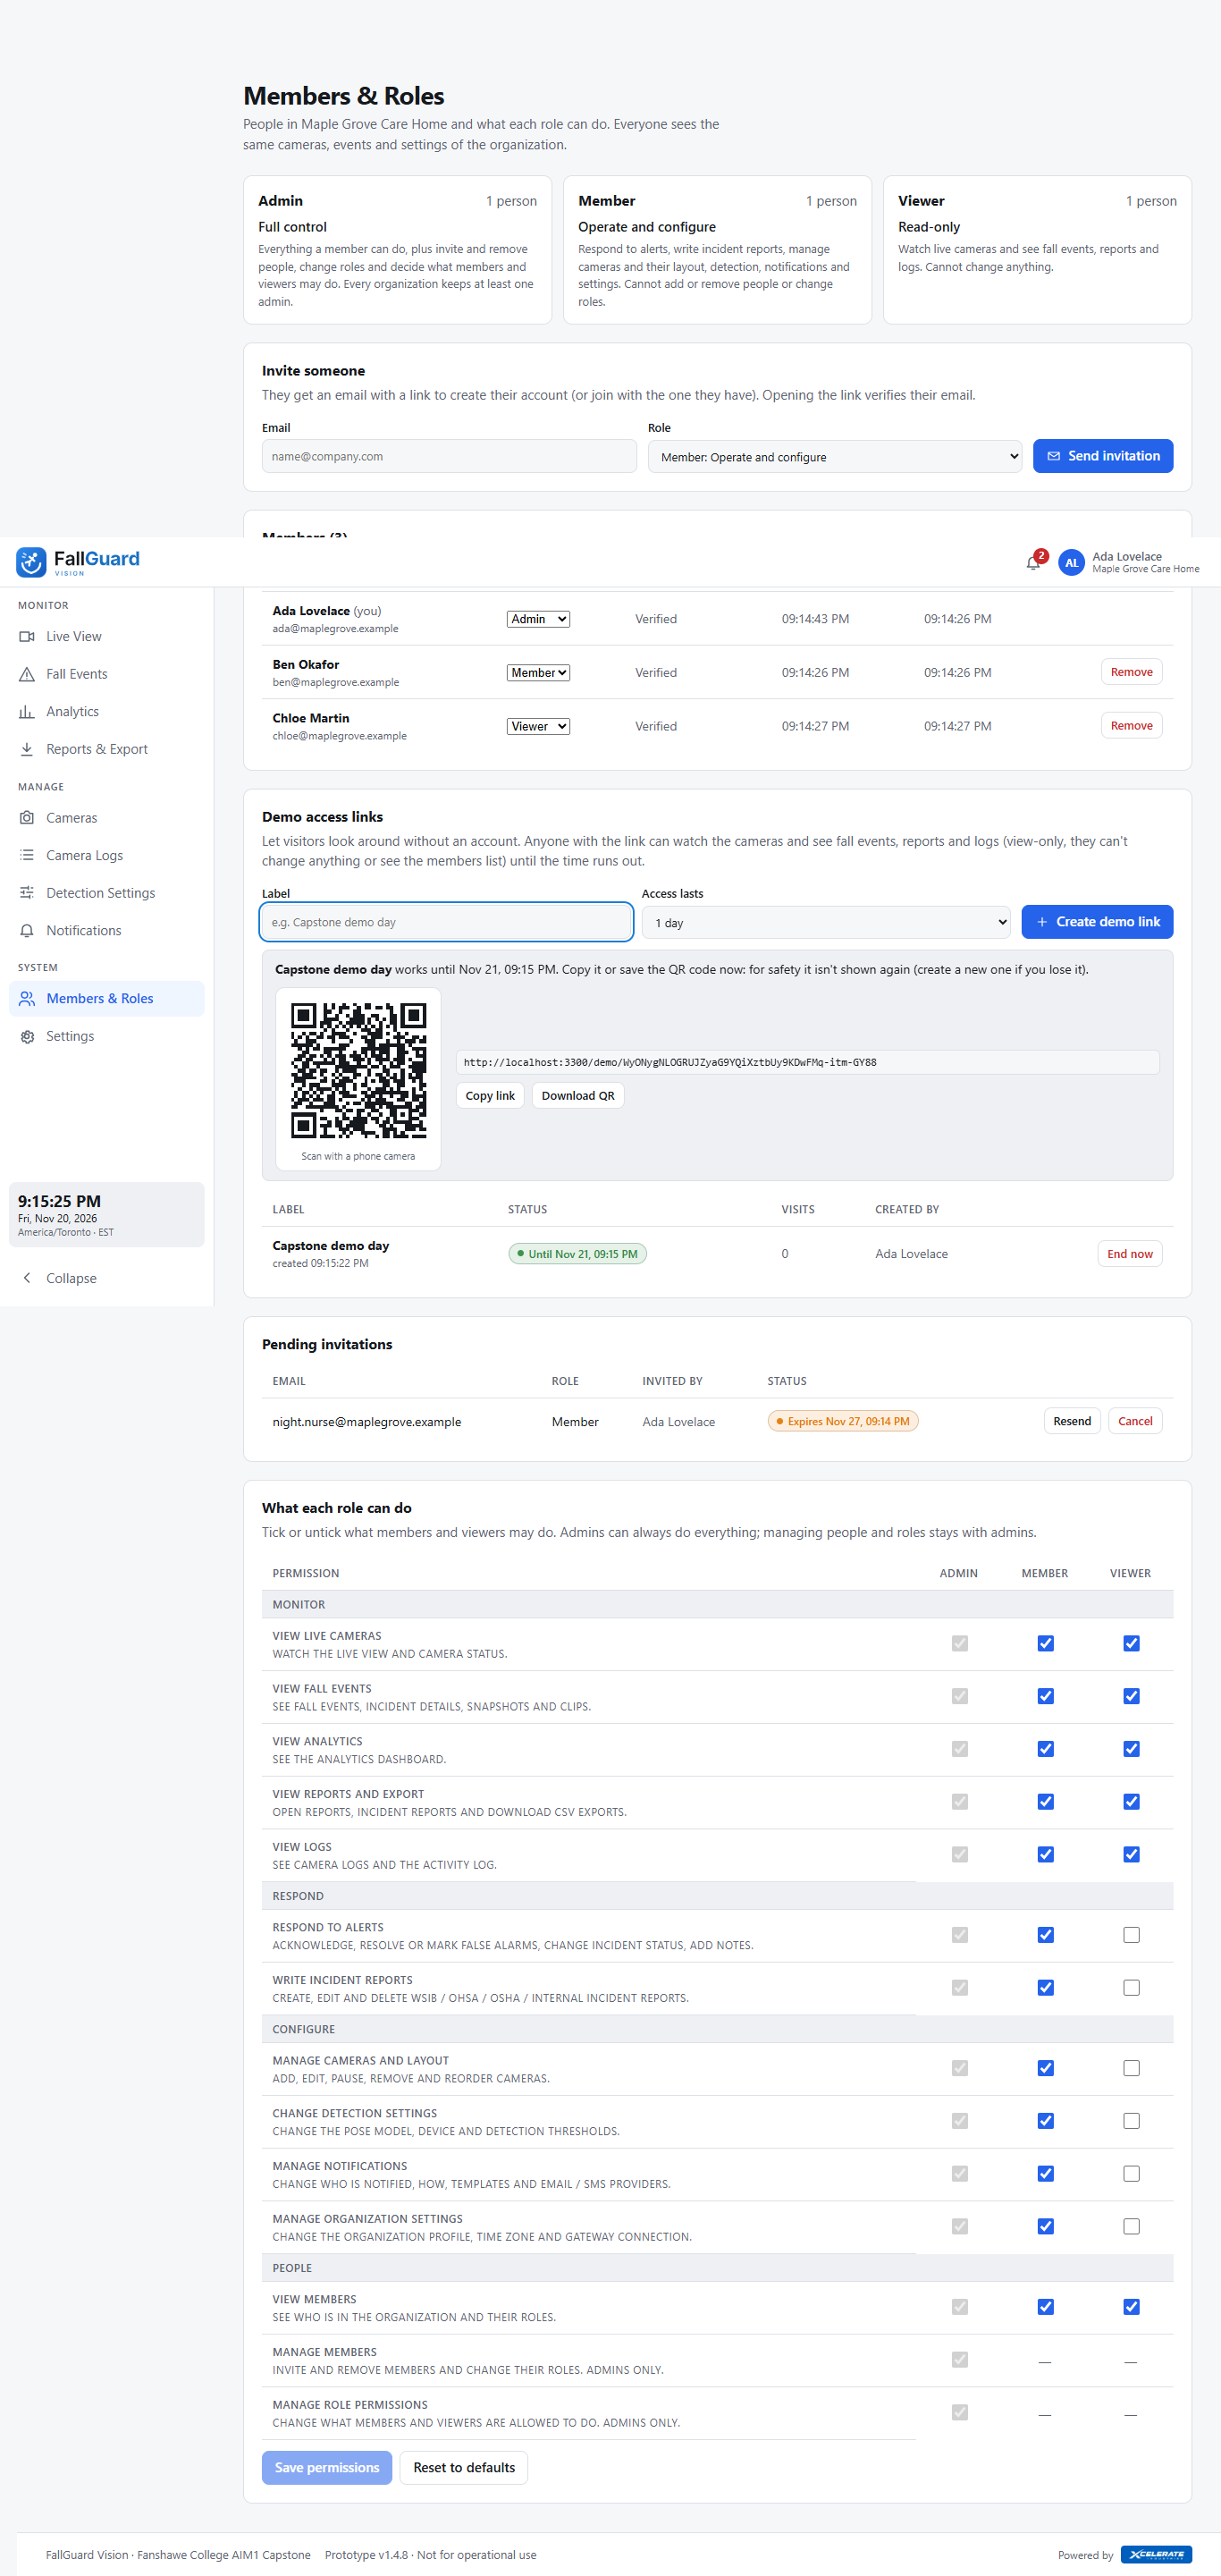 Members & Roles
People in Maple Grove Care Home and what each role can do. Everyone sees the
same cameras, events and settings of the organization.
Admin
1 person
Full control
Everything a member can do, plus invite and remove
people, change roles and decide what members and
viewers may do. Every organization keeps at least one
admin.
Member
1 person
Operate and configure
Respond to alerts, write incident reports, manage
cameras and their layout, detection, notifications and
settings. Cannot add or remove people or change
roles.
Viewer
1 person
Read-only
Watch live cameras and see fall events, reports and
logs. Cannot change anything.
Invite someone
They get an email with a link to create their account (or join with the one they have). Opening the link verifies their email.
Email
Role
name@company.com
Member: Operate and configure
Send invitation
Members (3)
FallGuard
VISION
2
AL
Ada Lovelace
Maple Grove Care Home
MONITOR
Live View
Fall Events
Analytics
Reports & Export
MANAGE
Cameras
Camera Logs
Detection Settings
Notifications
SYSTEM
Members & Roles
Settings
9:15:25 PM
Fri, Nov 20, 2026
America/Toronto · EST
Collapse
Ada Lovelace (you)
ada@maplegrove.example
Admin
Verified
09:14:43 PM
09:14:26 PM
Ben Okafor
ben@maplegrove.example
Member
Verified
09:14:26 PM
09:14:26 PM
Remove
Chloe Martin
chloe@maplegrove.example
Viewer
Verified
09:14:27 PM
09:14:27 PM
Remove
Demo access links
Let visitors look around without an account. Anyone with the link can watch the cameras and see fall events, reports and logs (view-only, they can't
change anything or see the members list) until the time runs out.
Label
Access lasts
e.g. Capstone demo day
1 day
Create demo link
Capstone demo day works until Nov 21, 09:15 PM. Copy it or save the QR code now: for safety it isn't shown again (create a new one if you lose it).
Scan with a phone camera
http://localhost:3300/demo/WyONygNLOGRUJZyaG9YQiXztbUy9KDwFMq-itm-GY88
Copy link
Download QR
LABEL
STATUS
VISITS
CREATED BY
Capstone demo day
created 09:15:22 PM
Until Nov 21, 09:15 PM
0
Ada Lovelace
End now
Pending invitations
EMAIL
ROLE
INVITED BY
STATUS
night.nurse@maplegrove.example
Member
Ada Lovelace
Expires Nov 27, 09:14 PM
Resend
Cancel
What each role can do
Tick or untick what members and viewers may do. Admins can always do everything; managing people and roles stays with admins.
PERMISSION
ADMIN
MEMBER
VIEWER
MONITOR
VIEW LIVE CAMERAS
WATCH THE LIVE VIEW AND CAMERA STATUS.
VIEW FALL EVENTS
SEE FALL EVENTS, INCIDENT DETAILS, SNAPSHOTS AND CLIPS.
VIEW ANALYTICS
SEE THE ANALYTICS DASHBOARD.
VIEW REPORTS AND EXPORT
OPEN REPORTS, INCIDENT REPORTS AND DOWNLOAD CSV EXPORTS.
VIEW LOGS
SEE CAMERA LOGS AND THE ACTIVITY LOG.
RESPOND
RESPOND TO ALERTS
ACKNOWLEDGE, RESOLVE OR MARK FALSE ALARMS, CHANGE INCIDENT STATUS, ADD NOTES.
WRITE INCIDENT REPORTS
CREATE, EDIT AND DELETE WSIB / OHSA / OSHA / INTERNAL INCIDENT REPORTS.
CONFIGURE
MANAGE CAMERAS AND LAYOUT
ADD, EDIT, PAUSE, REMOVE AND REORDER CAMERAS.
CHANGE DETECTION SETTINGS
CHANGE THE POSE MODEL, DEVICE AND DETECTION THRESHOLDS.
MANAGE NOTIFICATIONS
CHANGE WHO IS NOTIFIED, HOW, TEMPLATES AND EMAIL / SMS PROVIDERS.
MANAGE ORGANIZATION SETTINGS
CHANGE THE ORGANIZATION PROFILE, TIME ZONE AND GATEWAY CONNECTION.
PEOPLE
VIEW MEMBERS
SEE WHO IS IN THE ORGANIZATION AND THEIR ROLES.
MANAGE MEMBERS
INVITE AND REMOVE MEMBERS AND CHANGE THEIR ROLES. ADMINS ONLY.
— —
MANAGE ROLE PERMISSIONS
CHANGE WHAT MEMBERS AND VIEWERS ARE ALLOWED TO DO. ADMINS ONLY.
— —
Save permissions
Reset to defaults
FallGuard Vision · Fanshawe College AIM1 Capstone
Prototype v1.4.8 · Not for operational use
Powered by
XCELERATE